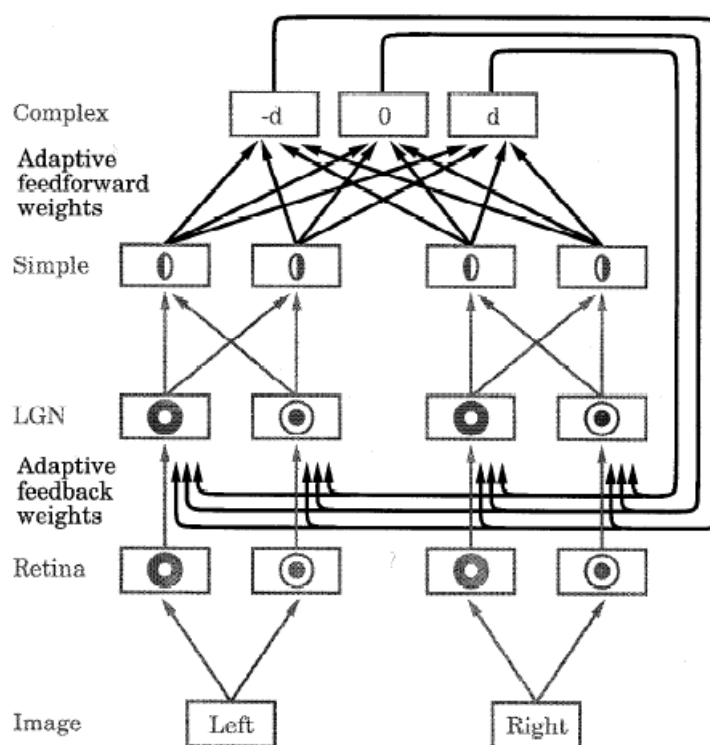 Complex
-d
0
d
Adaptive
feedforward
weights
Simple
LGN
Adaptive
feedback
weights
Retina
Image
Left
Right